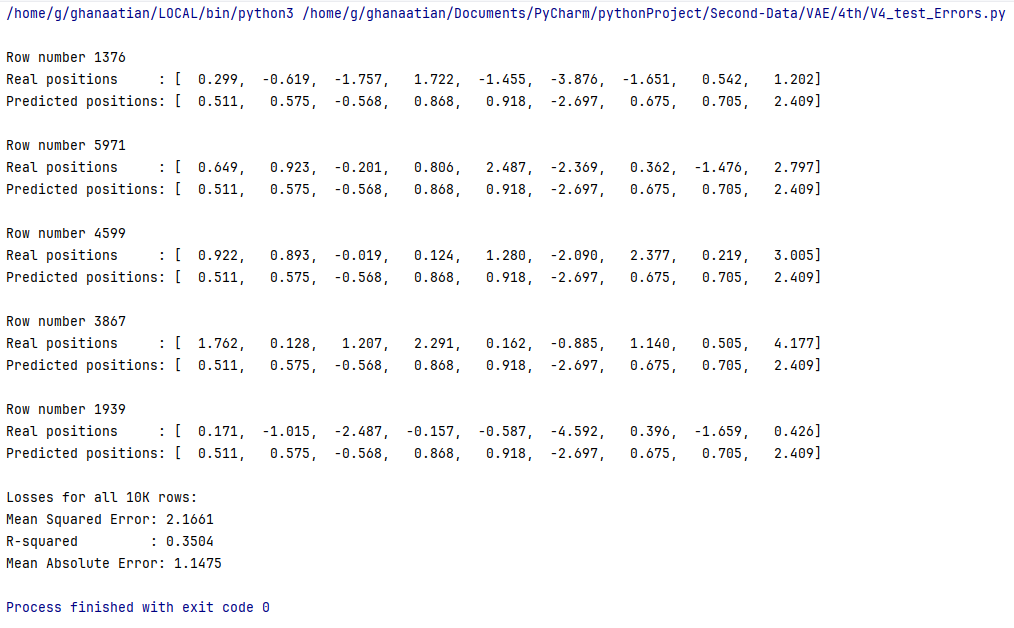 /home/g/ghanaatian/LOCAL/bin/python3 /home/g/ghanaatian/Documents/PyCharm/pythonProject/Second-Data/VAE/4th/V4_test_Errors.py
Row number 1376
Real positions     : [  0.299,  -0.619,  -1.757,   1.722,  -1.455,  -3.876,  -1.651,   0.542,   1.202]
Predicted positions: [  0.511,   0.575,  -0.568,   0.868,   0.918,  -2.697,   0.675,   0.705,   2.409]
Row number 5971
Real positions     : [  0.649,   0.923,  -0.201,   0.806,   2.487,  -2.369,   0.362,  -1.476,   2.797]
Predicted positions: [  0.511,   0.575,  -0.568,   0.868,   0.918,  -2.697,   0.675,   0.705,   2.409]
Row number 4599
Real positions     : [  0.922,   0.893,  -0.019,   0.124,   1.280,  -2.090,   2.377,   0.219,   3.005]
Predicted positions: [  0.511,   0.575,  -0.568,   0.868,   0.918,  -2.697,   0.675,   0.705,   2.409]
Row number 3867
Real positions     : [  1.762,   0.128,   1.207,   2.291,   0.162,  -0.885,   1.140,   0.505,   4.177]
Predicted positions: [  0.511,   0.575,  -0.568,   0.868,   0.918,  -2.697,   0.675,   0.705,   2.409]
Row number 1939
Real positions     : [  0.171,  -1.015,  -2.487,  -0.157,  -0.587,  -4.592,   0.396,  -1.659,   0.426]
Predicted positions: [  0.511,   0.575,  -0.568,   0.868,   0.918,  -2.697,   0.675,   0.705,   2.409]
Losses for all 10K rows:
Mean Squared Error: 2.1661
R-squared         : 0.3504
Mean Absolute Error: 1.1475
Process finished with exit code 0